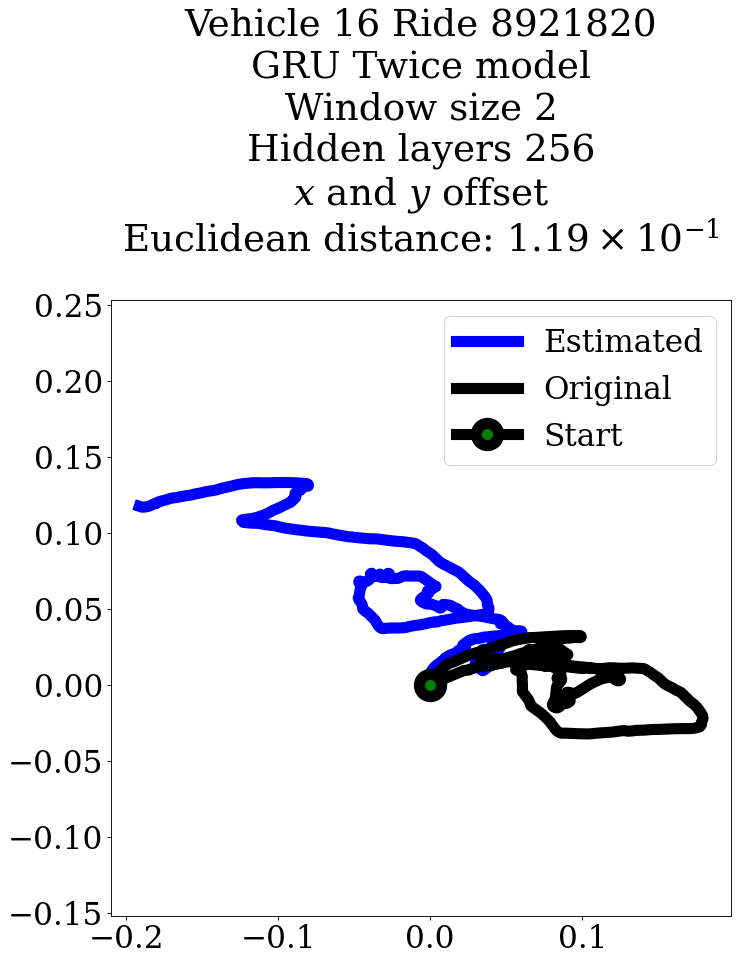 Vehicle 16 Ride 8921820
GRU Twice model
Window size 2
Hidden layers 256
x and y offset
Euclidean distance: 1.19 × 10⁻¹
Estimated
Original
Start
0.25
0.20
0.15
0.10
0.05
0.00
−0.05
−0.10
−0.15
−0.2 −0.1 0.0 0.1